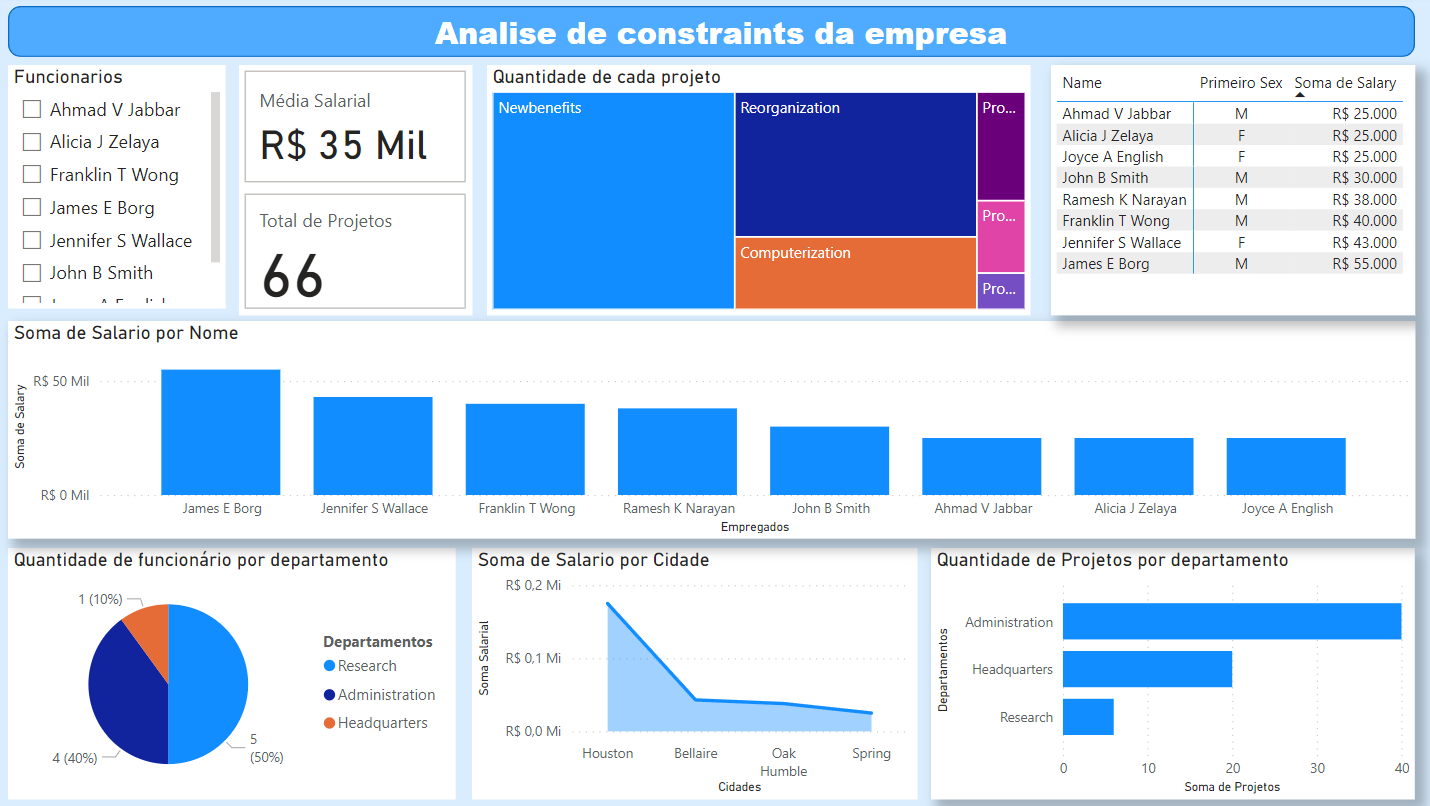 Analise de constraints da empresa
Funcionarios
Ahmad V Jabbar
Alicia J Zelaya
Franklin T Wong
James E Borg
Jennifer S Wallace
John B Smith
Média Salarial
R$ 35 Mil
Total de Projetos
66
Quantidade de cada projeto
Newbenefits
Reorganization
Computerization
Pro...
Pro...
Pro...
Name Primeiro Sex Soma de Salary
Ahmad V Jabbar M R$ 25.000
Alicia J Zelaya F R$ 25.000
Joyce A English F R$ 25.000
John B Smith M R$ 30.000
Ramesh K Narayan M R$ 38.000
Franklin T Wong M R$ 40.000
Jennifer S Wallace F R$ 43.000
James E Borg M R$ 55.000
Soma de Salario por Nome
Soma de Salary
R$ 50 Mil
R$ 0 Mil
James E Borg Jennifer S Wallace Franklin T Wong Ramesh K Narayan John B Smith Ahmad V Jabbar Alicia J Zelaya Joyce A English
Empregados
Quantidade de funcionário por departamento
1 (10%)
4 (40%)
5
(50%)
Departamentos
Research
Administration
Headquarters
Soma de Salario por Cidade
Soma Salarial
R$ 0,2 Mi
R$ 0,1 Mi
R$ 0,0 Mi
Houston Bellaire Oak Spring
Humble
Cidades
Quantidade de Projetos por departamento
Departamentos
Administration
Headquarters
Research
0 10 20 30 40
Soma de Projetos